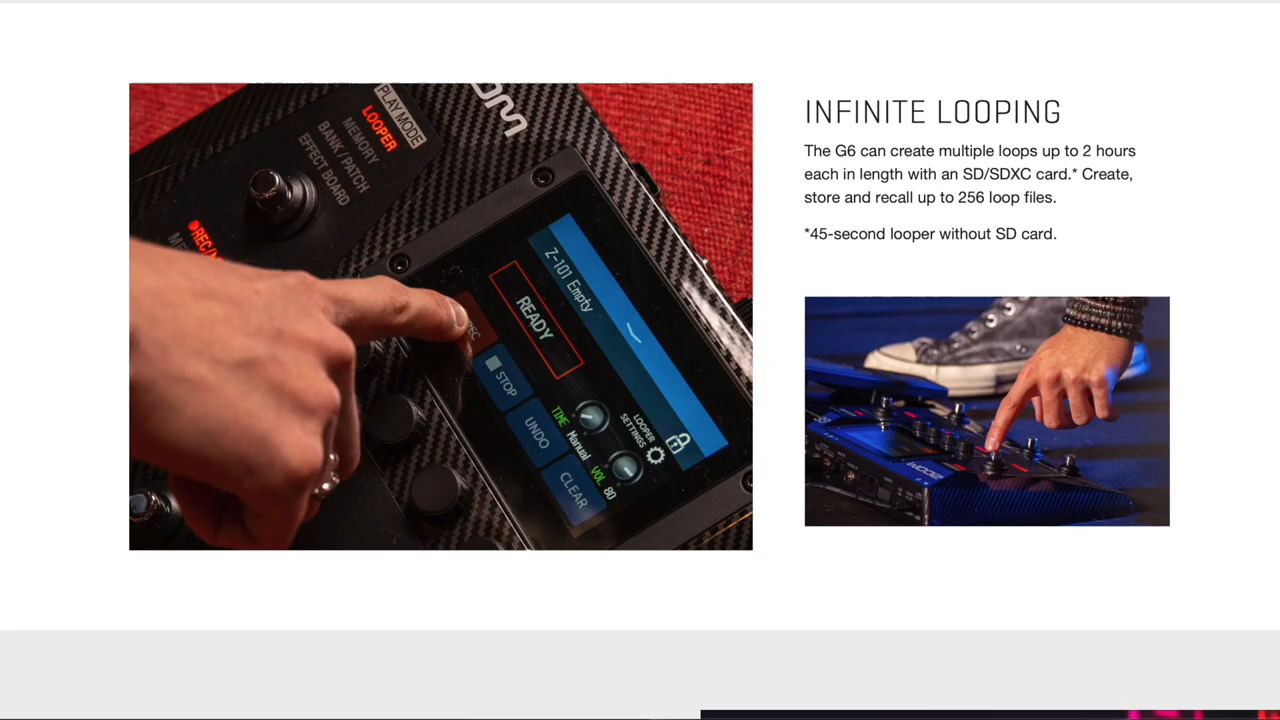 PLAY MODE
LOOPER
MEMORY
BANK / PATCH
EFFECT BOARD
Z-101 Empty
READY
STOP
UNDO
CLEAR
TIME Manual
VOL 80
LOOPER
SETTINGS
INFINITE LOOPING
The G6 can create multiple loops up to 2 hours
each in length with an SD/SDXC card.* Create,
store and recall up to 256 loop files.
*45-second looper without SD card.
ZOOM